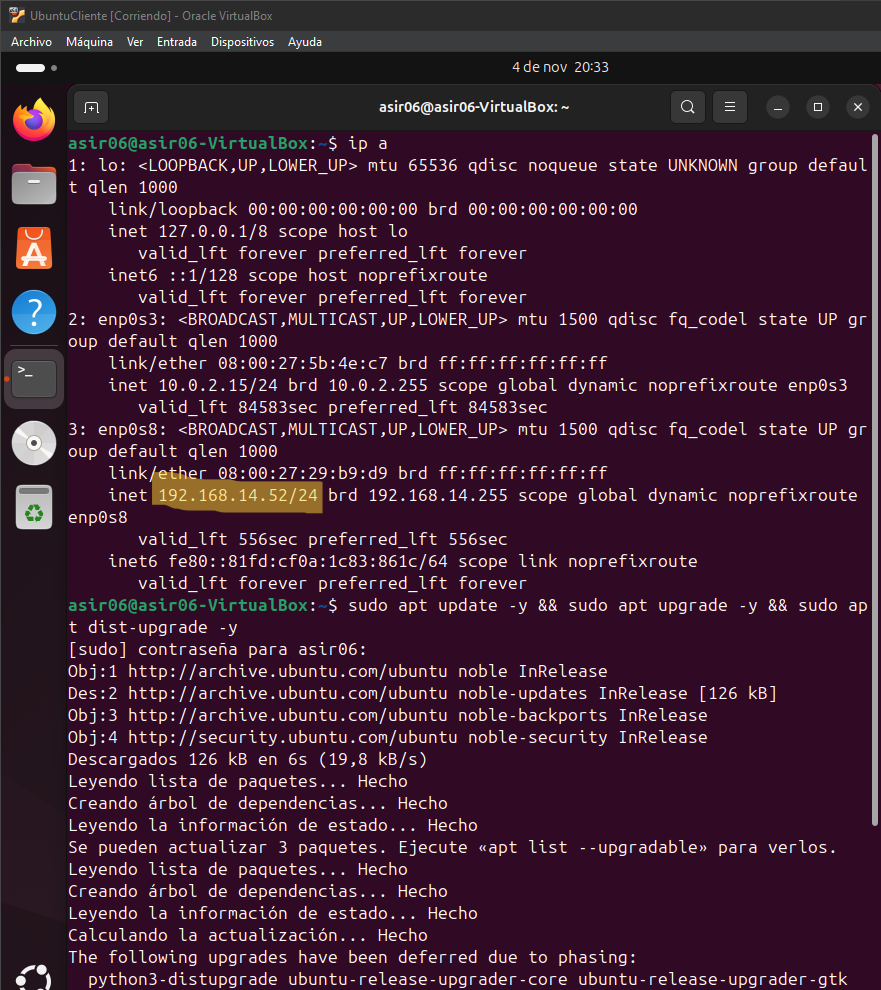 UbuntuCliente [Corriendo] - Oracle VirtualBox
Archivo Máquina Ver Entrada Dispositivos Ayuda
4 de nov 20:33
asir06@asir06-VirtualBox: ~
asir06@asir06-VirtualBox:~$ ip a
1: lo: <LOOPBACK,UP,LOWER_UP> mtu 65536 qdisc noqueue state UNKNOWN group defaul
t qlen 1000
link/loopback 00:00:00:00:00:00 brd 00:00:00:00:00:00
inet 127.0.0.1/8 scope host lo
valid_lft forever preferred_lft forever
inet6 ::1/128 scope host noprefixroute
valid_lft forever preferred_lft forever
2: enp0s3: <BROADCAST,MULTICAST,UP,LOWER_UP> mtu 1500 qdisc fq_codel state UP gr
oup default qlen 1000
link/ether 08:00:27:5b:4e:c7 brd ff:ff:ff:ff:ff:ff
inet 10.0.2.15/24 brd 10.0.2.255 scope global dynamic noprefixroute enp0s3
valid_lft 84583sec preferred_lft 84583sec
3: enp0s8: <BROADCAST,MULTICAST,UP,LOWER_UP> mtu 1500 qdisc fq_codel state UP gr
oup default qlen 1000
link/ether 08:00:27:29:b9:d9 brd ff:ff:ff:ff:ff:ff
inet 192.168.14.52/24 brd 192.168.14.255 scope global dynamic noprefixroute
enp0s8
valid_lft 556sec preferred_lft 556sec
inet6 fe80::81fd:cf0a:1c83:861c/64 scope link noprefixroute
valid_lft forever preferred_lft forever
asir06@asir06-VirtualBox:~$ sudo apt update -y && sudo apt upgrade -y && sudo ap
t dist-upgrade -y
[sudo] contraseña para asir06:
Obj:1 http://archive.ubuntu.com/ubuntu noble InRelease
Des:2 http://archive.ubuntu.com/ubuntu noble-updates InRelease [126 kB]
Obj:3 http://archive.ubuntu.com/ubuntu noble-backports InRelease
Obj:4 http://security.ubuntu.com/ubuntu noble-security InRelease
Descargados 126 kB en 6s (19,8 kB/s)
Leyendo lista de paquetes... Hecho
Creando árbol de dependencias... Hecho
Leyendo la información de estado... Hecho
Se pueden actualizar 3 paquetes. Ejecute «apt list --upgradable» para verlos.
Leyendo lista de paquetes... Hecho
Creando árbol de dependencias... Hecho
Leyendo la información de estado... Hecho
Calculando la actualización... Hecho
The following upgrades have been deferred due to phasing:
python3-distupgrade ubuntu-release-upgrader-core ubuntu-release-upgrader-gtk